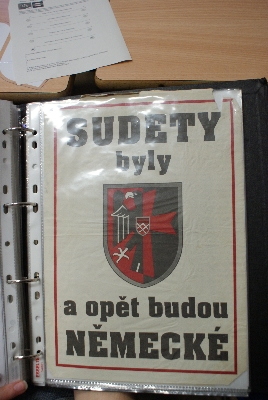 SUDETY
byly
a opět budou
NĚMECKÉ